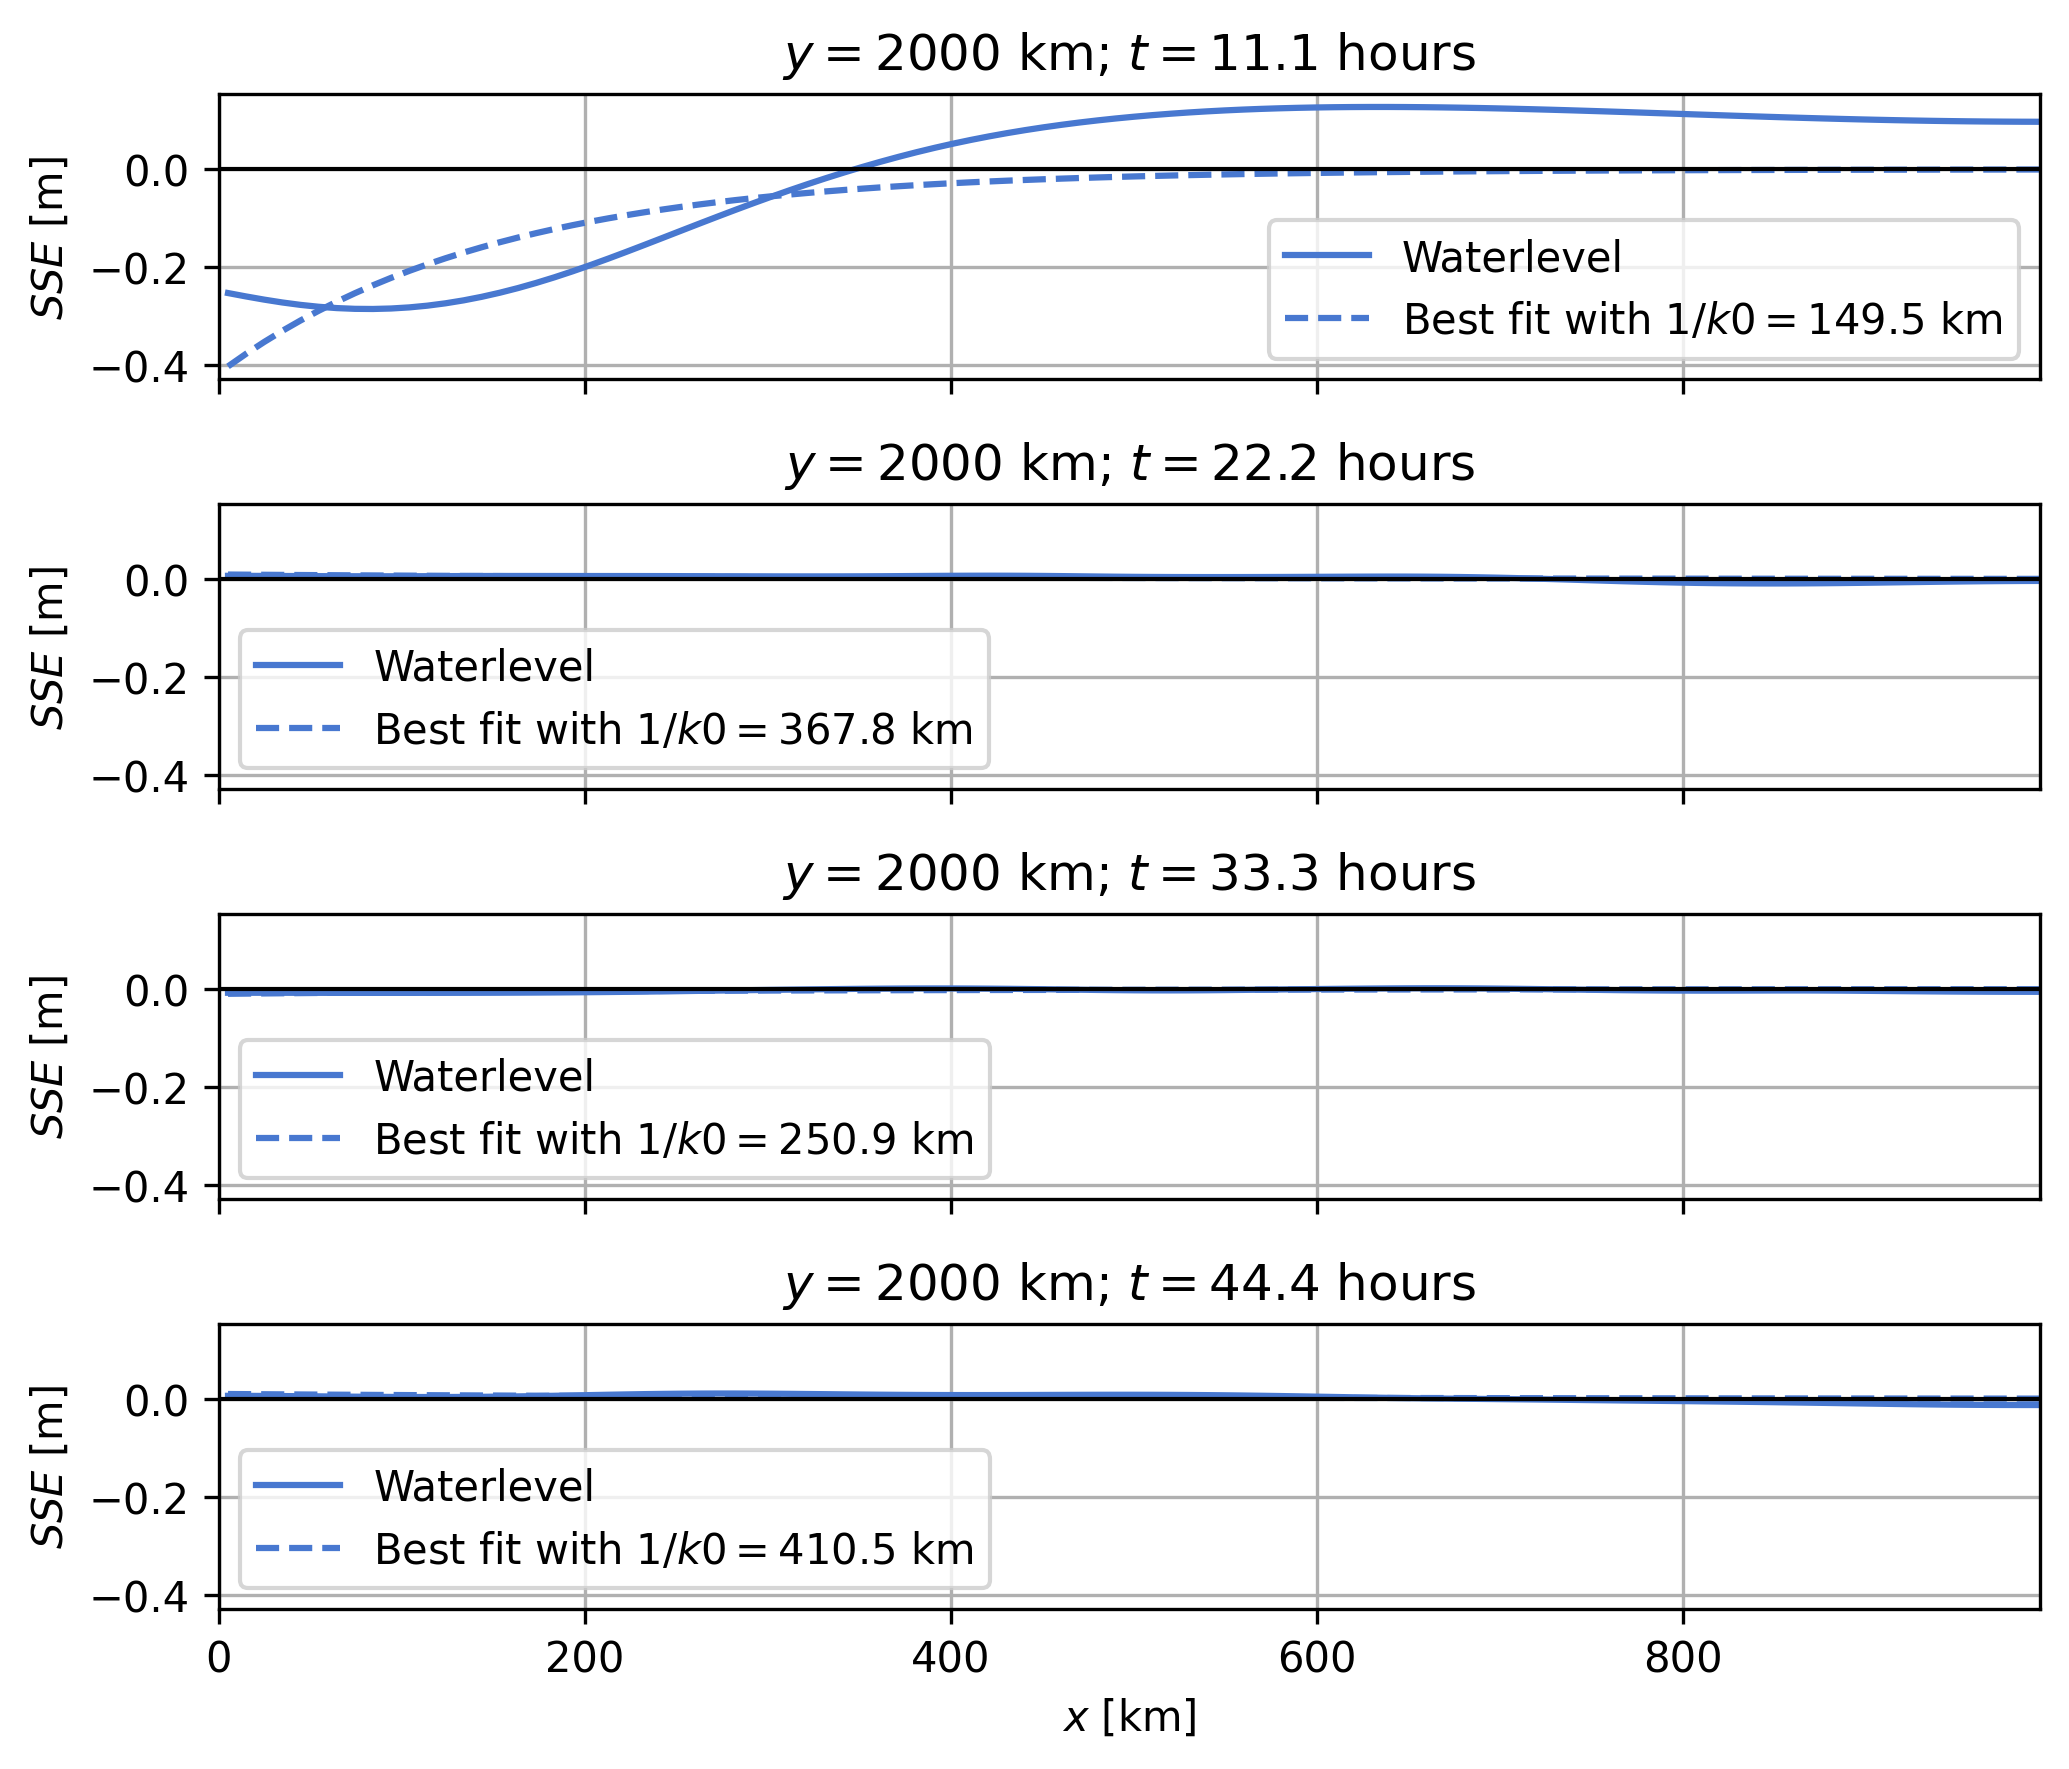 y = 2000 km; t = 11.1 hours
SSE [m]
0.0
−0.2
−0.4
Waterlevel
Best fit with 1/k0 = 149.5 km
y = 2000 km; t = 22.2 hours
SSE [m]
0.0
−0.2
−0.4
Waterlevel
Best fit with 1/k0 = 367.8 km
y = 2000 km; t = 33.3 hours
SSE [m]
0.0
−0.2
−0.4
Waterlevel
Best fit with 1/k0 = 250.9 km
y = 2000 km; t = 44.4 hours
SSE [m]
0.0
−0.2
−0.4
Waterlevel
Best fit with 1/k0 = 410.5 km
0 200 400 600 800
x [km]